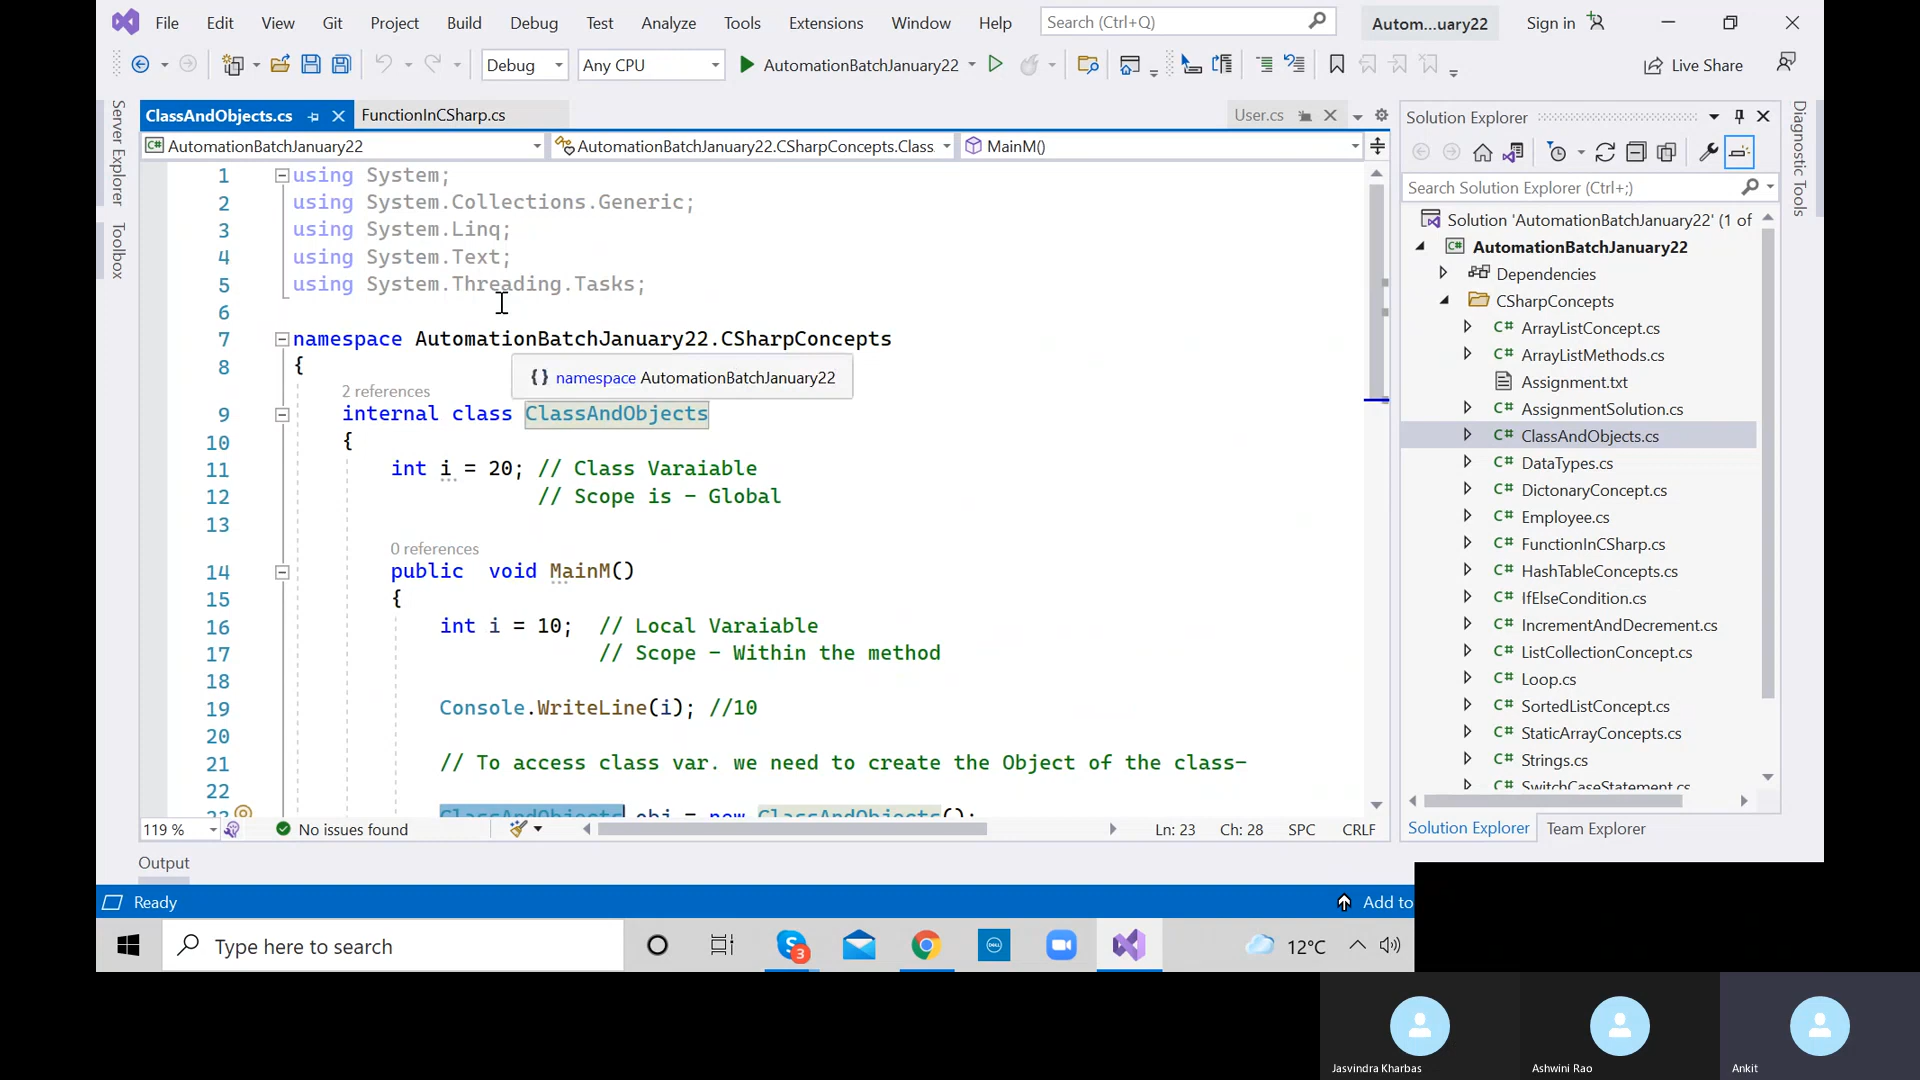 File Edit View Git Project Build Debug Test Analyze Tools Extensions Window Help Search (Ctrl+Q) Autom...uary22 Sign in
Debug Any CPU AutomationBatchJanuary22 Live Share
Server Explorer
Toolbox
ClassAndObjects.cs FunctionInCSharp.cs User.cs
AutomationBatchJanuary22 AutomationBatchJanuary22.CSharpConcepts.Class. MainM()
1 using System;
2 using System.Collections.Generic;
3 using System.Linq;
4 using System.Text;
5 using System.Threading.Tasks;
6
7 namespace AutomationBatchJanuary22.CSharpConcepts
8 {
{} namespace AutomationBatchJanuary22
2 references
9 internal class ClassAndObjects
10 {
11 int i = 20; // Class Varaiable
12 // Scope is - Global
13
0 references
14 public void MainM()
15 {
16 int i = 10; // Local Varaiable
17 // Scope - Within the method
18
19 Console.WriteLine(i); //10
20
21 // To access class var. we need to create the Object of the class-
22
23 ClassAndObjects obj = new ClassAndObjects();
119 % No issues found Ln: 23 Ch: 28 SPC CRLF
Output
Ready Add to
Solution Explorer
Search Solution Explorer (Ctrl+;)
Solution 'AutomationBatchJanuary22' (1 of
C# AutomationBatchJanuary22
Dependencies
CSharpConcepts
C# ArrayListConcept.cs
C# ArrayListMethods.cs
Assignment.txt
C# AssignmentSolution.cs
C# ClassAndObjects.cs
C# DataTypes.cs
C# DictonaryConcept.cs
C# Employee.cs
C# FunctionInCSharp.cs
C# HashTableConcepts.cs
C# IfElseCondition.cs
C# IncrementAndDecrement.cs
C# ListCollectionConcept.cs
C# Loop.cs
C# SortedListConcept.cs
C# StaticArrayConcepts.cs
C# Strings.cs
C# SwitchCaseStatement.cs
Solution Explorer Team Explorer
Diagnostic Tools
Type here to search 3 DELL 12°C
Jasvindra Kharbas Ashwini Rao Ankit